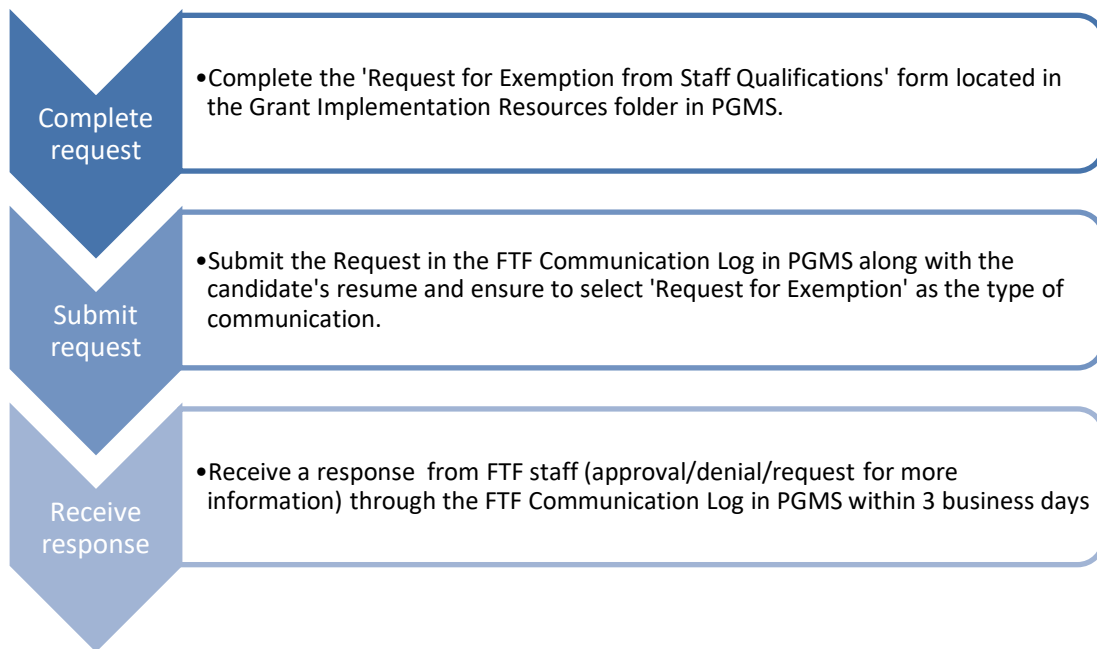 Complete
request
•Complete the 'Request for Exemption from Staff Qualifications' form located in
the Grant Implementation Resources folder in PGMS.
Submit
request
•Submit the Request in the FTF Communication Log in PGMS along with the
candidate's resume and ensure to select 'Request for Exemption' as the type of
communication.
Receive
response
•Receive a response  from FTF staff (approval/denial/request for more
information) through the FTF Communication Log in PGMS within 3 business days